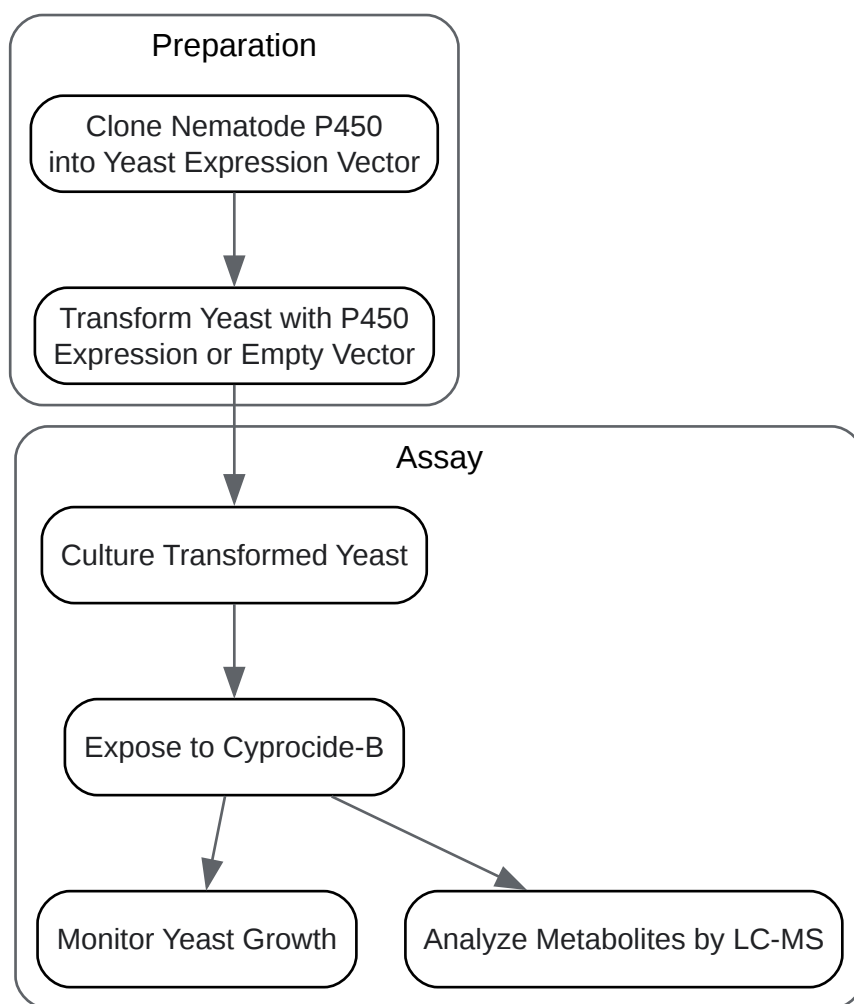 Preparation
Clone Nematode P450
into Yeast Expression Vector
Transform Yeast with P450
Expression or Empty Vector
Assay
Culture Transformed Yeast
Expose to Cyprocide-B
Monitor Yeast Growth
Analyze Metabolites by LC-MS